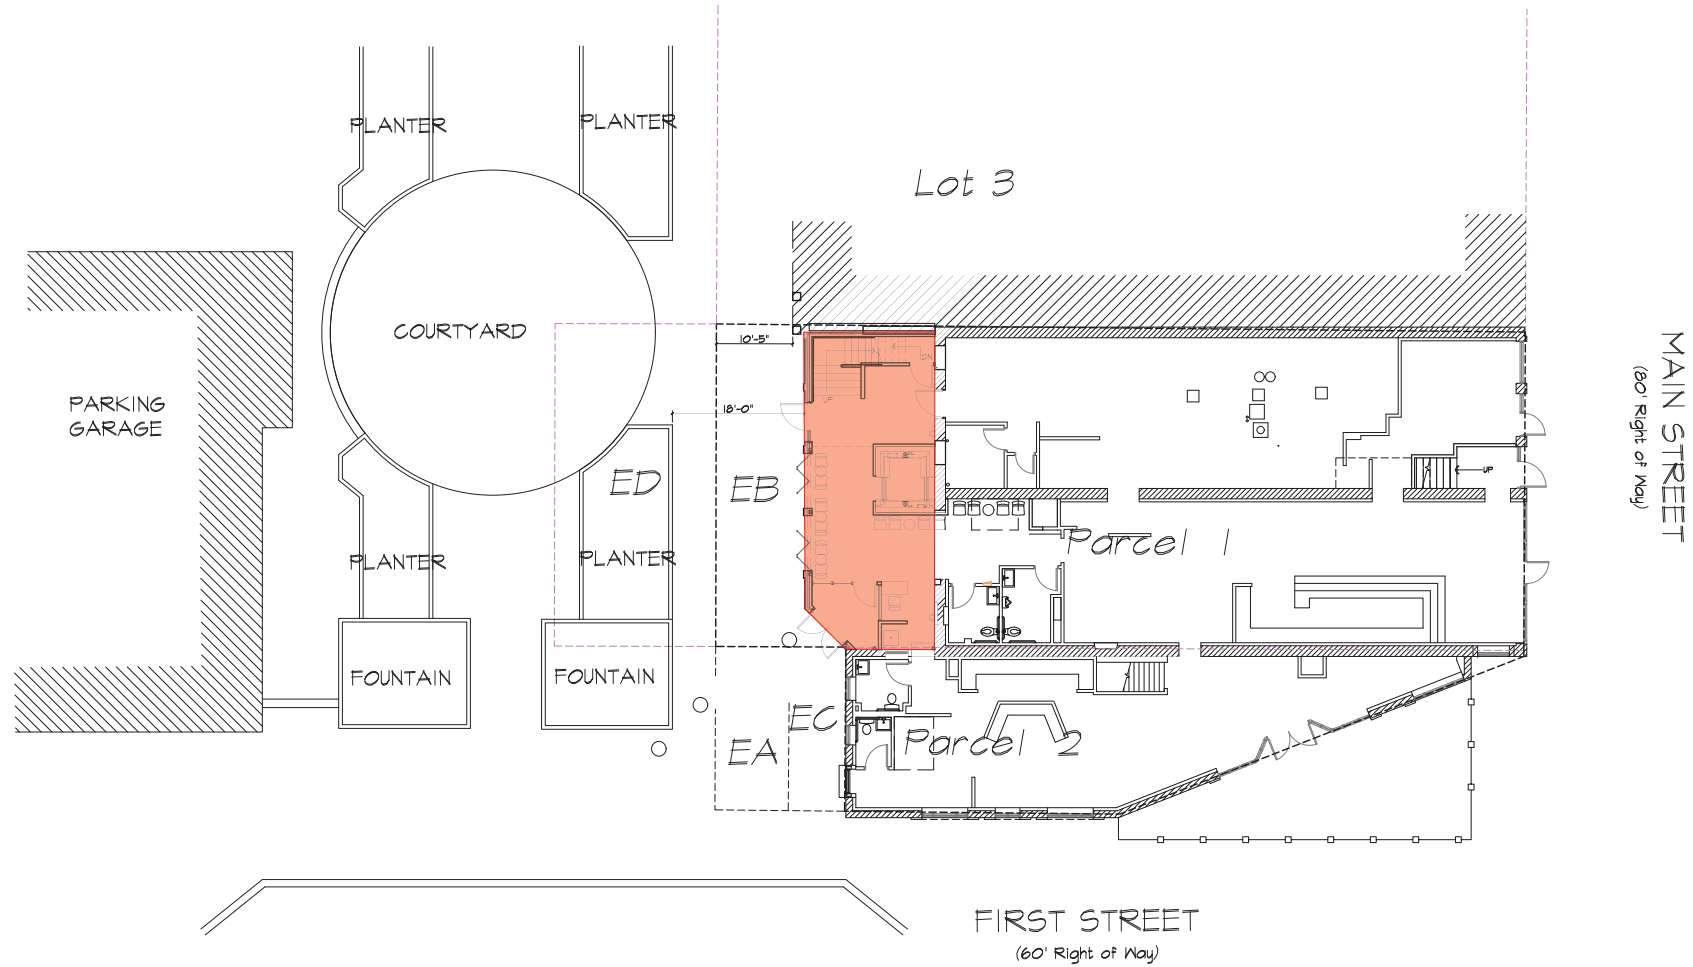 PLANTER
PLANTER
Lot 3
COURTYARD
10'-5"
PARKING
GARAGE
18'-0"
DN
UP
ED
EB
UP
MAIN STREET
(80' Right of Way)
Parcel 1
PLANTER
PLANTER
FOUNTAIN
FOUNTAIN
EC
EA
Parcel 2
FIRST STREET
(60' Right of Way)